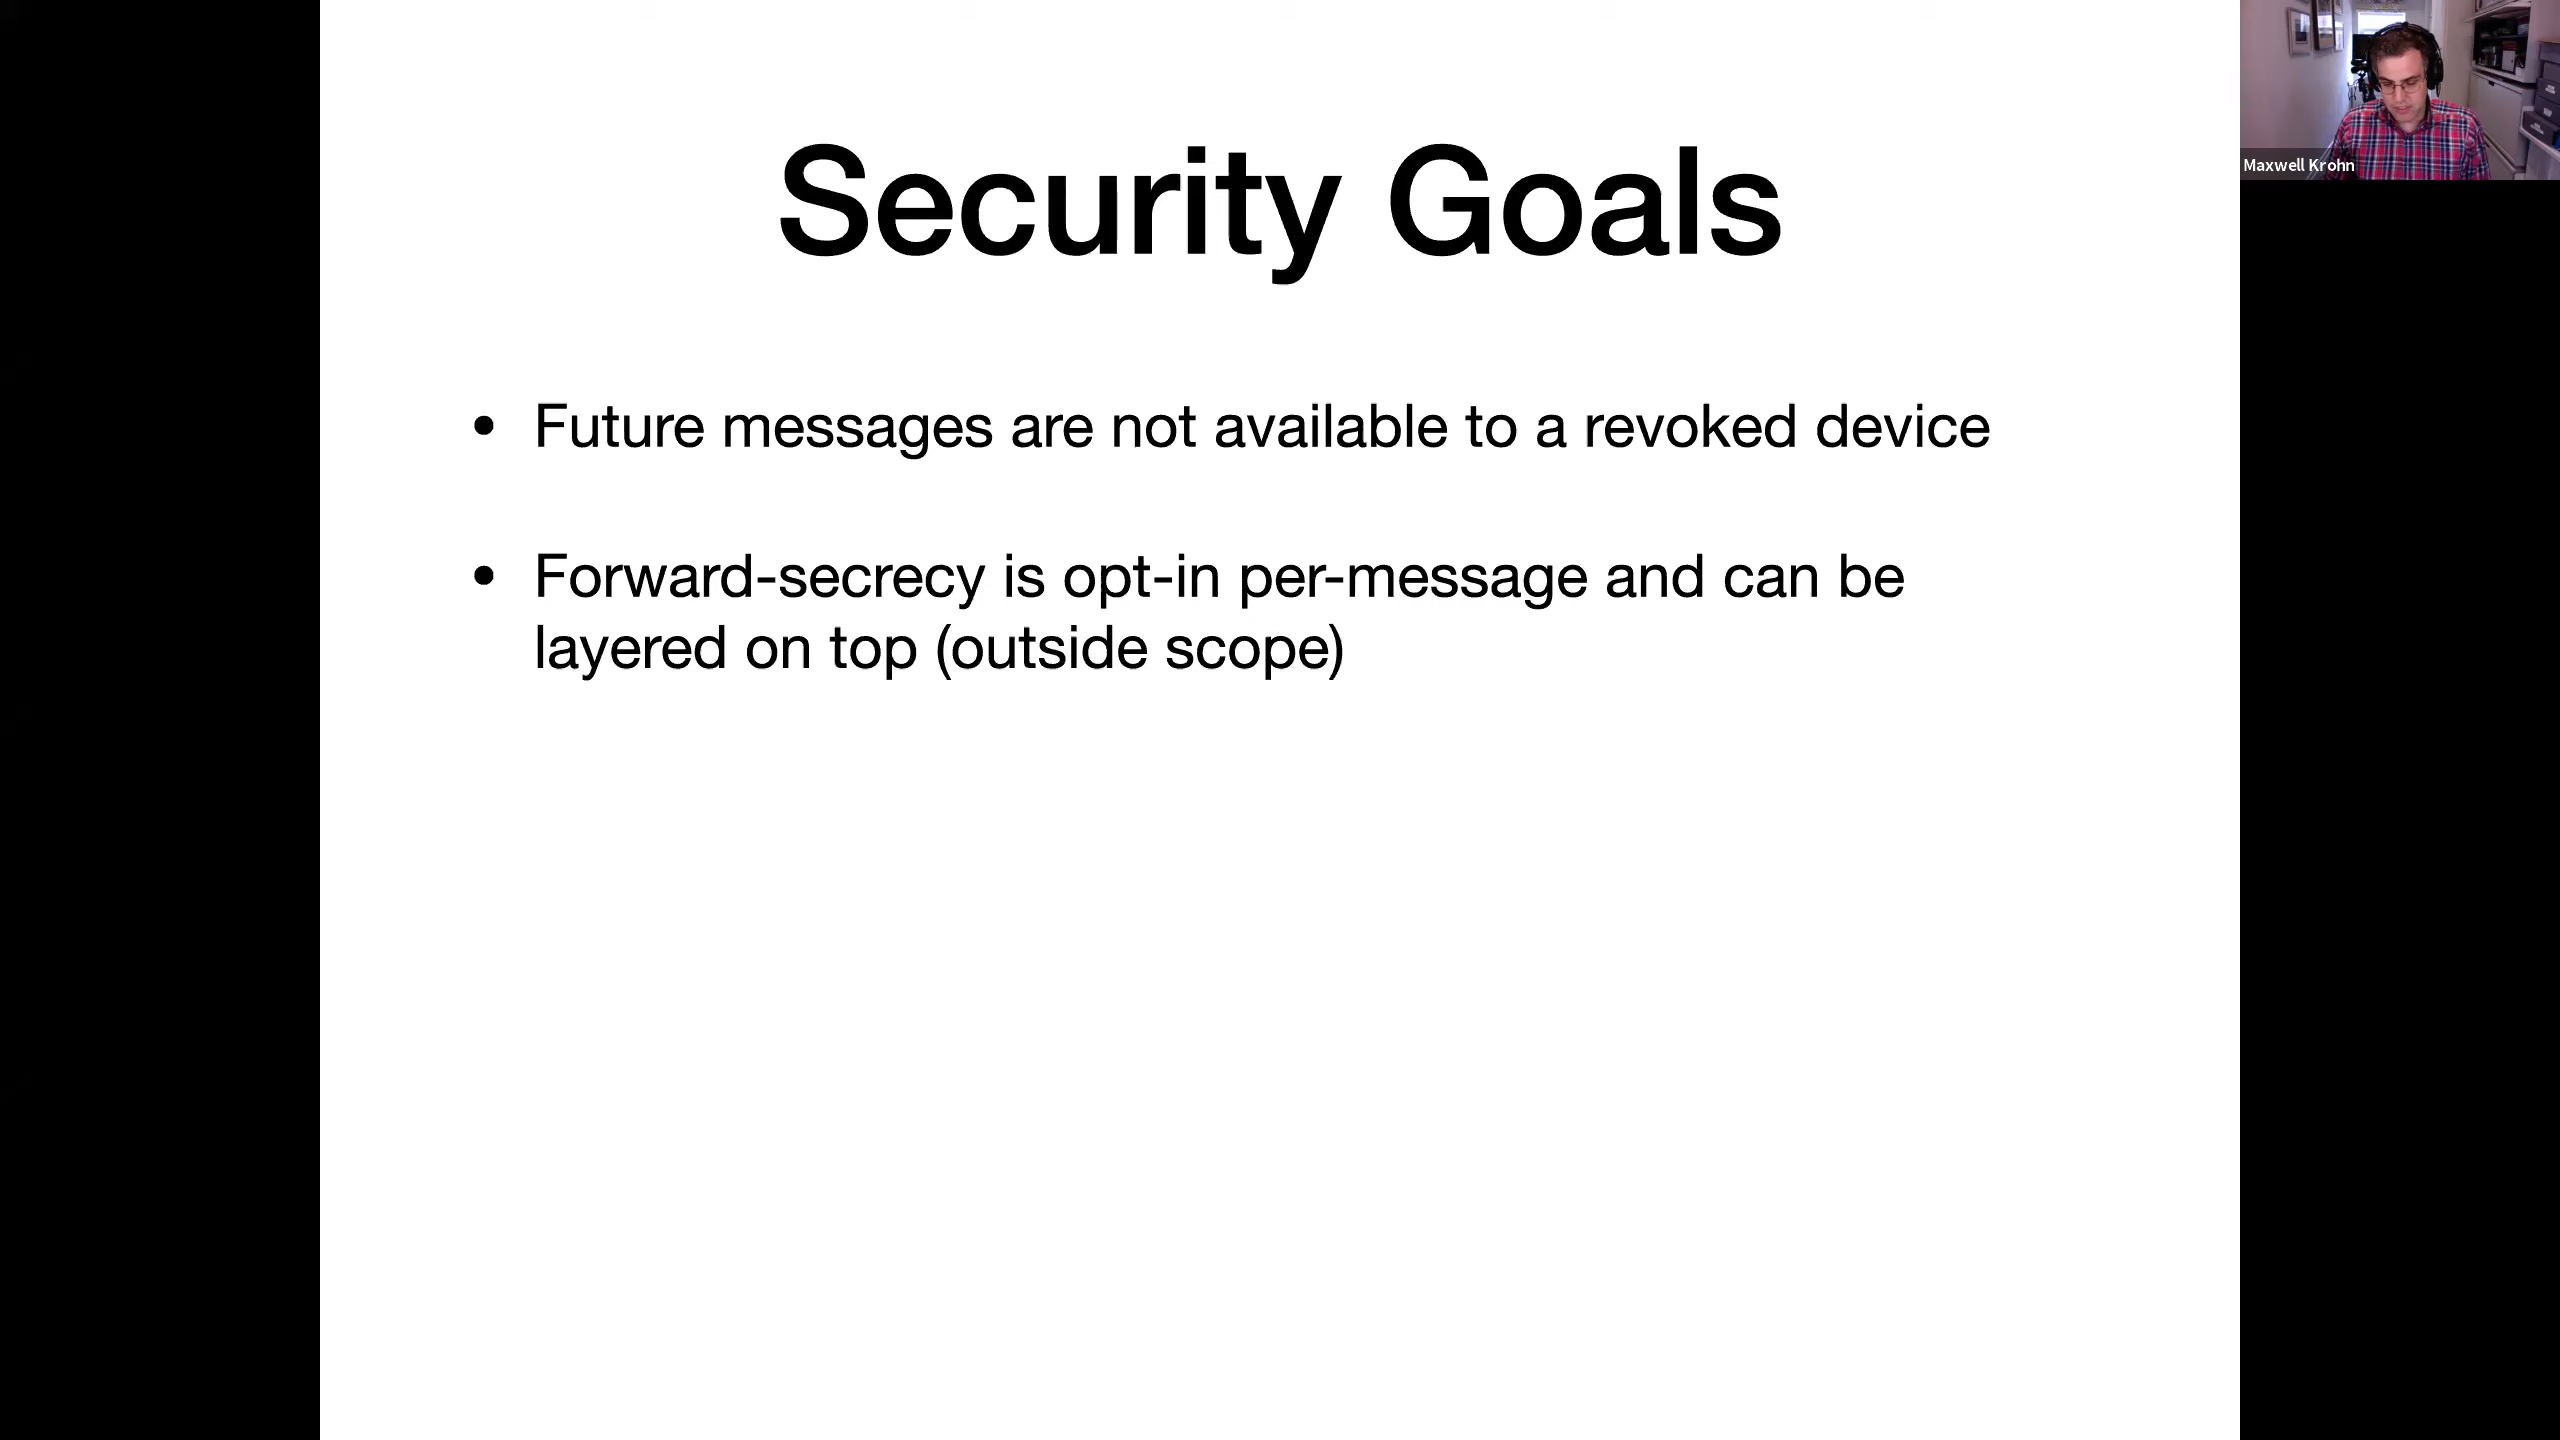 Security Goals
• Future messages are not available to a revoked device
• Forward-secrecy is opt-in per-message and can be
layered on top (outside scope)
Maxwell Krohn